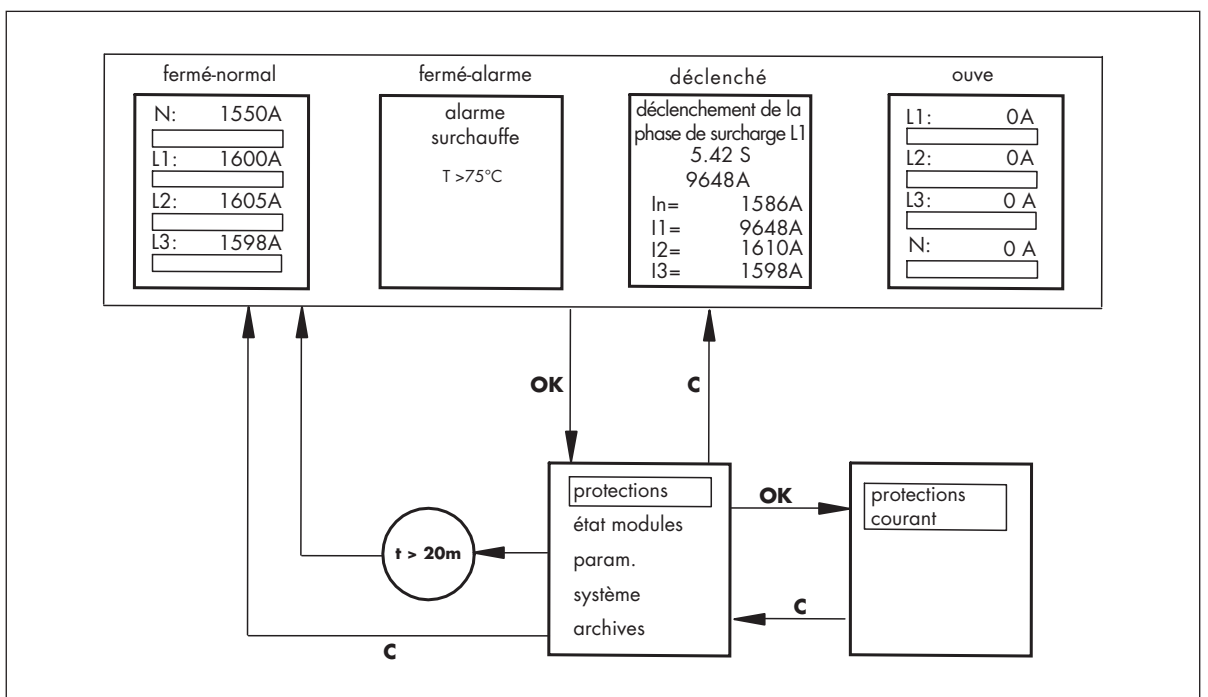 fermé-normal
N: 1550A
L1: 1600A
L2: 1605A
L3: 1598A
fermé-alarme
alarme
surchauffe
T >75°C
déclenché
déclenchement de la
phase de surcharge L1
5.42 S
9648A
In= 1586A
I1= 9648A
I2= 1610A
I3= 1598A
ouve
L1: 0A
L2: 0A
L3: 0 A
N: 0 A
OK
C
protections
état modules
param.
système
archives
OK
protections
courant
t > 20m
C
C